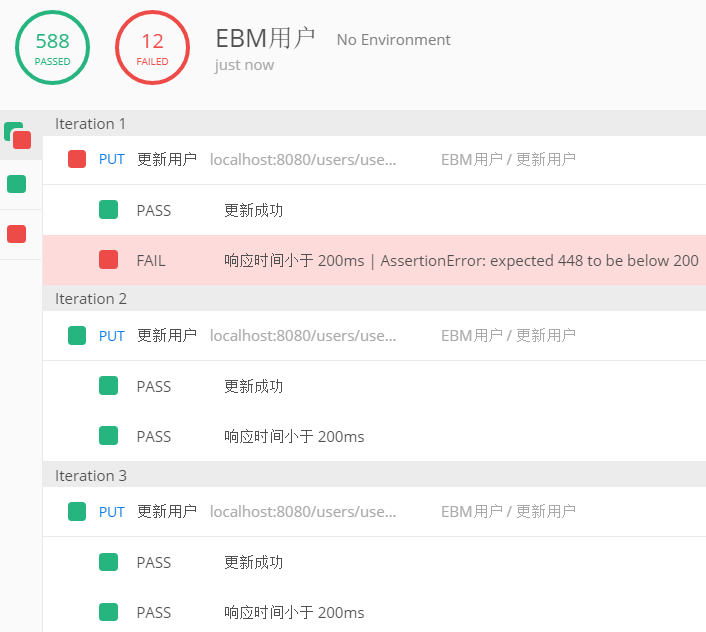 588
PASSED
12
FAILED
EBM用户 No Environment
just now
Iteration 1
PUT 更新用户 localhost:8080/users/use... EBM用户 / 更新用户
PASS 更新成功
FAIL 响应时间小于 200ms | AssertionError: expected 448 to be below 200
Iteration 2
PUT 更新用户 localhost:8080/users/use... EBM用户 / 更新用户
PASS 更新成功
PASS 响应时间小于 200ms
Iteration 3
PUT 更新用户 localhost:8080/users/use... EBM用户 / 更新用户
PASS 更新成功
PASS 响应时间小于 200ms